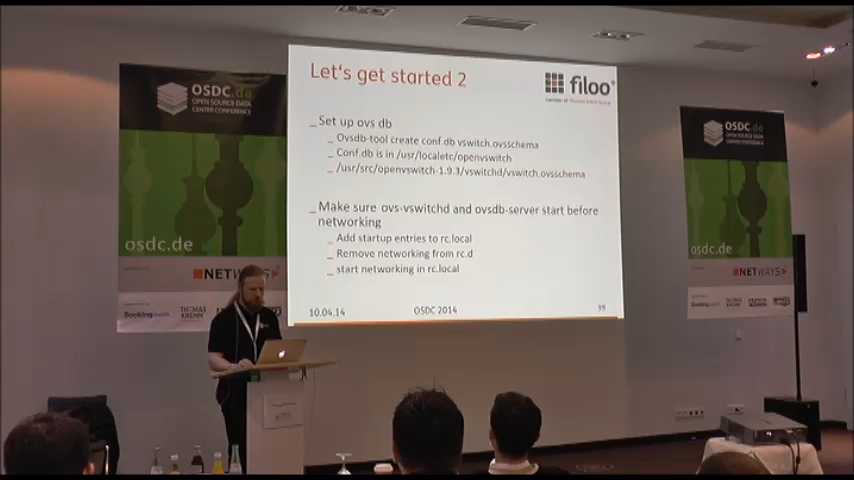 Let's get started 2
filoo
_ Set up ovs db
_ Ovsdb-tool create conf.db vswitch.ovsschema
_ Conf.db is in /usr/localetc/openvswitch
_ /usr/src/openvswitch-1.9.3/vswitchd/vswitch.ovsschema
_ Make sure ovs-vswitchd and ovsdb-server start before
networking
_ Add startup entries to rc.local
_ Remove networking from rc.d
_ start networking in rc.local
10.04.14
OSDC 2014
59
OSDC.de
OPEN SOURCE DATA
CENTER CONFERENCE
osdc.de
NETWAYS
Booking.com
THOMAS
KRENN
OSDC.de
OPEN SOURCE DATA
CENTER CONFERENCE
osdc.de
NETWAYS